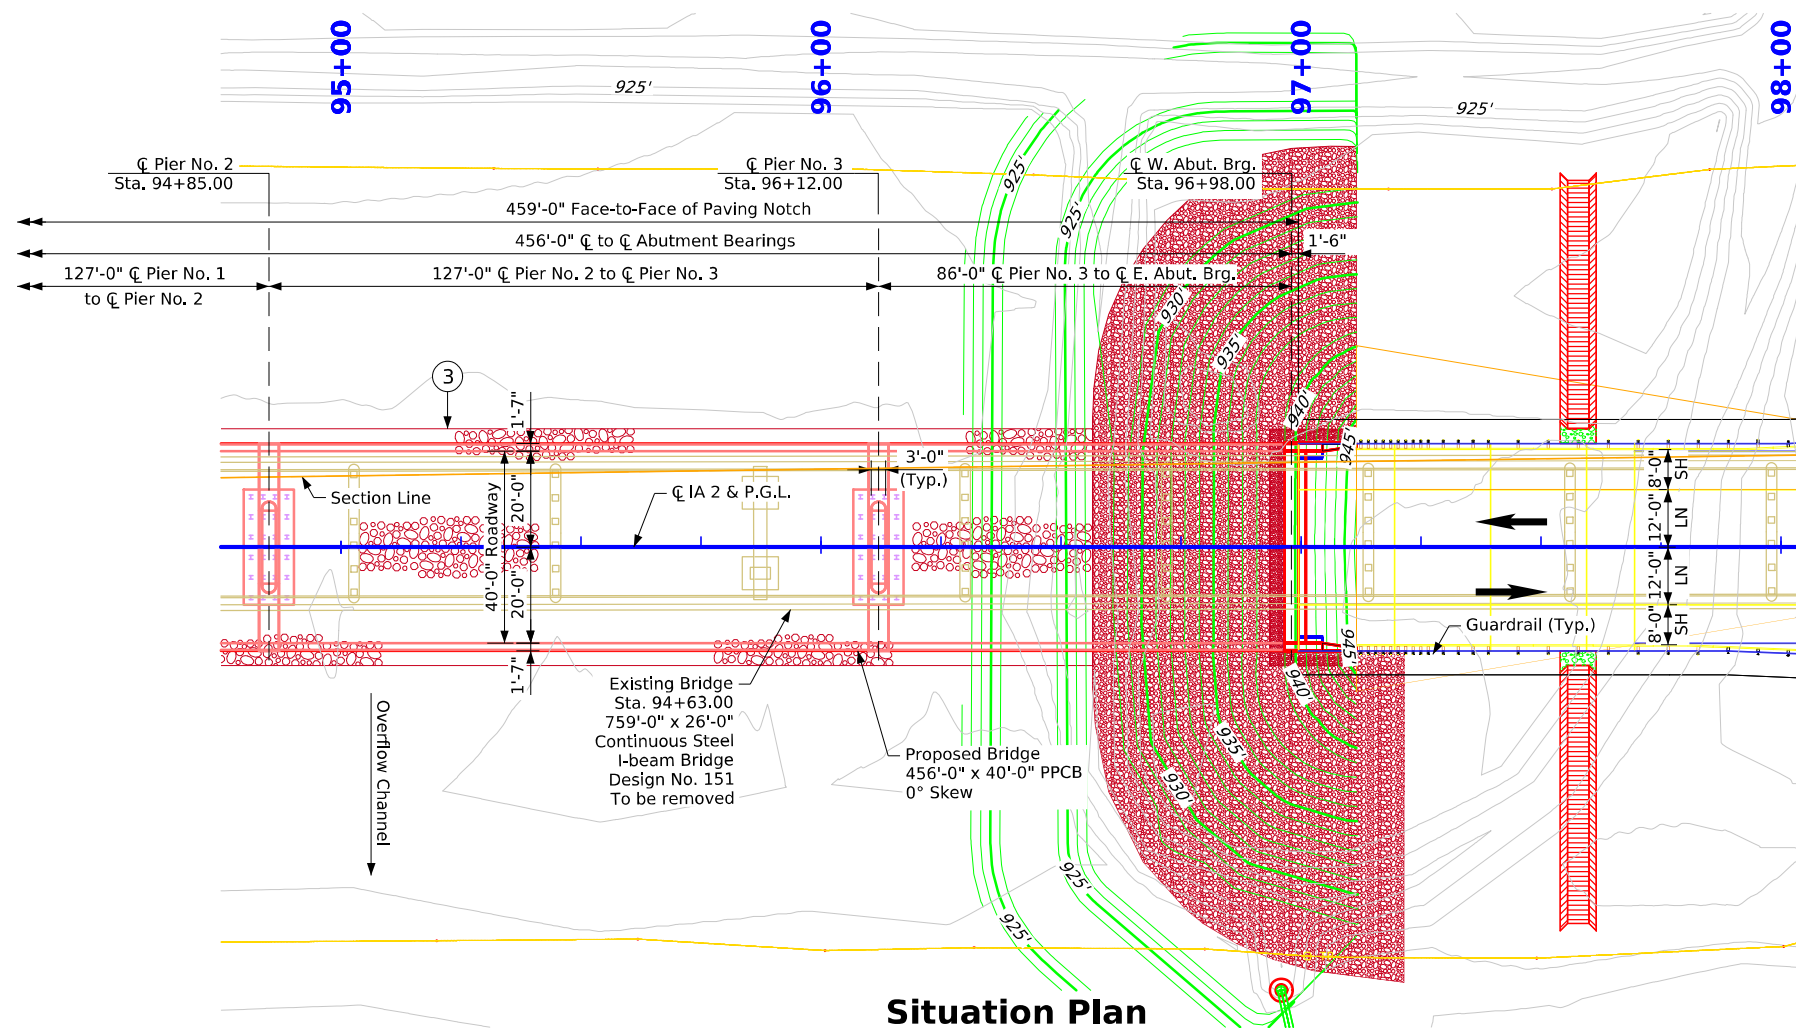 95+00
96+00
97+00
98+00
925'
925'
℄ Pier No. 2
Sta. 94+85.00
℄ Pier No. 3
Sta. 96+12.00
℄ W. Abut. Brg.
Sta. 96+98.00
925'
925'
459'-0" Face-to-Face of Paving Notch
456'-0" ℄ to ℄ Abutment Bearings
1'-6"
127'-0" ℄ Pier No. 1
to ℄ Pier No. 2
127'-0" ℄ Pier No. 2 to ℄ Pier No. 3
86'-0" ℄ Pier No. 3 to ℄ E. Abut. Brg.
930'
935'
940'
945'
3
1'-7"
3'-0"
(Typ.)
Section Line
℄ IA 2 & P.G.L.
40'-0" Roadway
20'-0"
20'-0"
1'-7"
8'-0"
SH
12'-0"
LN
12'-0"
LN
8'-0"
SH
Guardrail (Typ.)
945'
940'
935'
930'
Existing Bridge
Sta. 94+63.00
759'-0" x 26'-0"
Continuous Steel
I-beam Bridge
Design No. 151
To be removed
Proposed Bridge
456'-0" x 40'-0" PPCB
0° Skew
Overflow Channel
925'
925'
Situation Plan